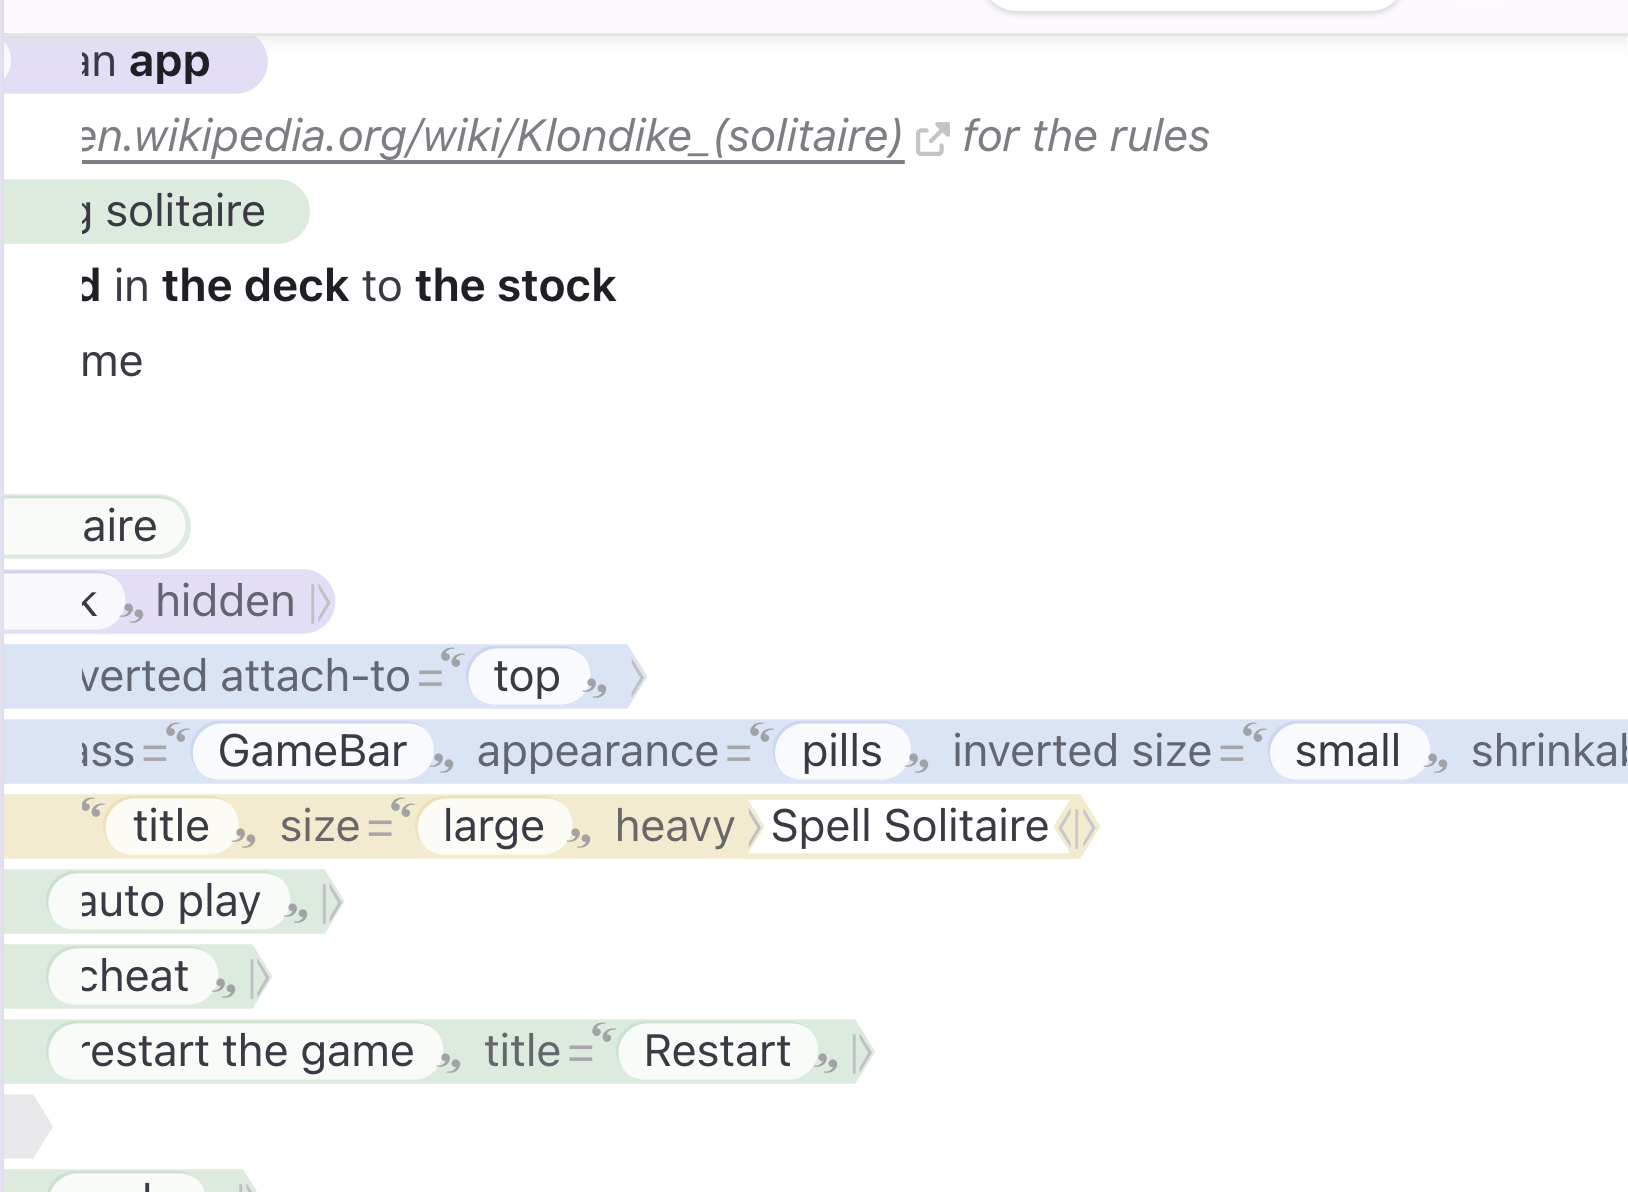 an app
en.wikipedia.org/wiki/Klondike_(solitaire) for the rules
g solitaire
d in the deck to the stock
me
aire
k ,, hidden |⟩
verted attach-to=“ top ,, ⟩
ass=“ GameBar ,, appearance=“ pills ,, inverted size=“ small ,, shrinkab
“ title ,, size=“ large ,, heavy ⟩ Spell Solitaire ⟨|⟩
auto play ,, |⟩
cheat ,, |⟩
restart the game ,, title=“ Restart ,, |⟩